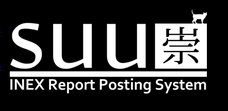 suu崇
INEX Report Posting System